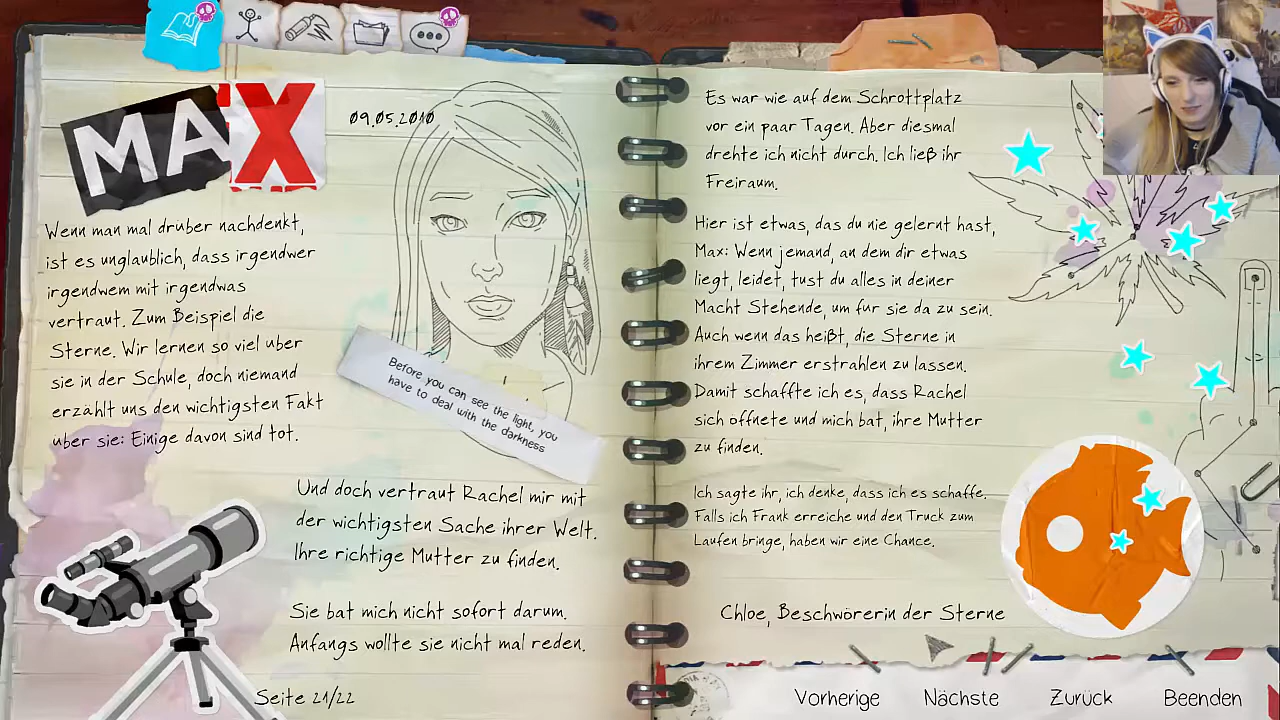 MAX
09.05.2010
Wenn man mal drüber nachdenkt,
ist es unglaublich, dass irgendwer
irgendwem mit irgendwas
vertraut. Zum Beispiel die
Sterne. Wir lernen so viel über
sie in der Schule, doch niemand
erzählt uns den wichtigsten Fakt
über sie: Einige davon sind tot.
Before you can see the light, you
have to deal with the darkness
Und doch vertraut Rachel mir mit
der wichtigsten Sache ihrer Welt.
Ihre richtige Mutter zu finden.
Sie bat mich nicht sofort darum.
Anfangs wollte sie nicht mal reden.
Seite 21/22
Es war wie auf dem Schrottplatz
vor ein paar Tagen. Aber diesmal
drehte ich nicht durch. Ich ließ ihr
Freiraum.
Hier ist etwas, das du nie gelernt hast,
Max: Wenn jemand, an dem dir etwas
liegt, leidet, tust du alles in deiner
Macht Stehende, um für sie da zu sein.
Auch wenn das heißt, die Sterne in
ihrem Zimmer erstrahlen zu lassen.
Damit schaffte ich es, dass Rachel
sich öffnete und mich bat, ihre Mutter
zu finden.
Ich sagte ihr, ich denke, dass ich es schaffe.
Falls ich Frank erreiche und den Truck zum
Laufen bringe, haben wir eine Chance.
Chloe, Beschwörerin der Sterne
Vorherige Nächste Zurück Beenden